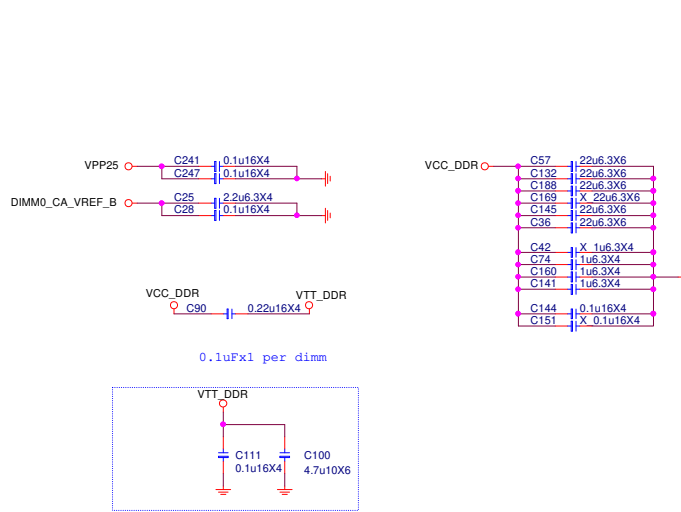 VPP25
C241 0.1u16X4
C247 0.1u16X4
DIMM0_CA_VREF_B
C25 2.2u6.3X4
C28 0.1u16X4
VCC_DDR
C90 0.22u16X4
VTT_DDR
0.1uFx1 per dimm
VTT_DDR
C111
0.1u16X4
C100
4.7u10X6
VCC_DDR
C57 22u6.3X6
C132 22u6.3X6
C188 22u6.3X6
C169 X_22u6.3X6
C145 22u6.3X6
C36 22u6.3X6
C42 X_1u6.3X4
C74 1u6.3X4
C160 1u6.3X4
C141 1u6.3X4
C144 0.1u16X4
C151 X_0.1u16X4